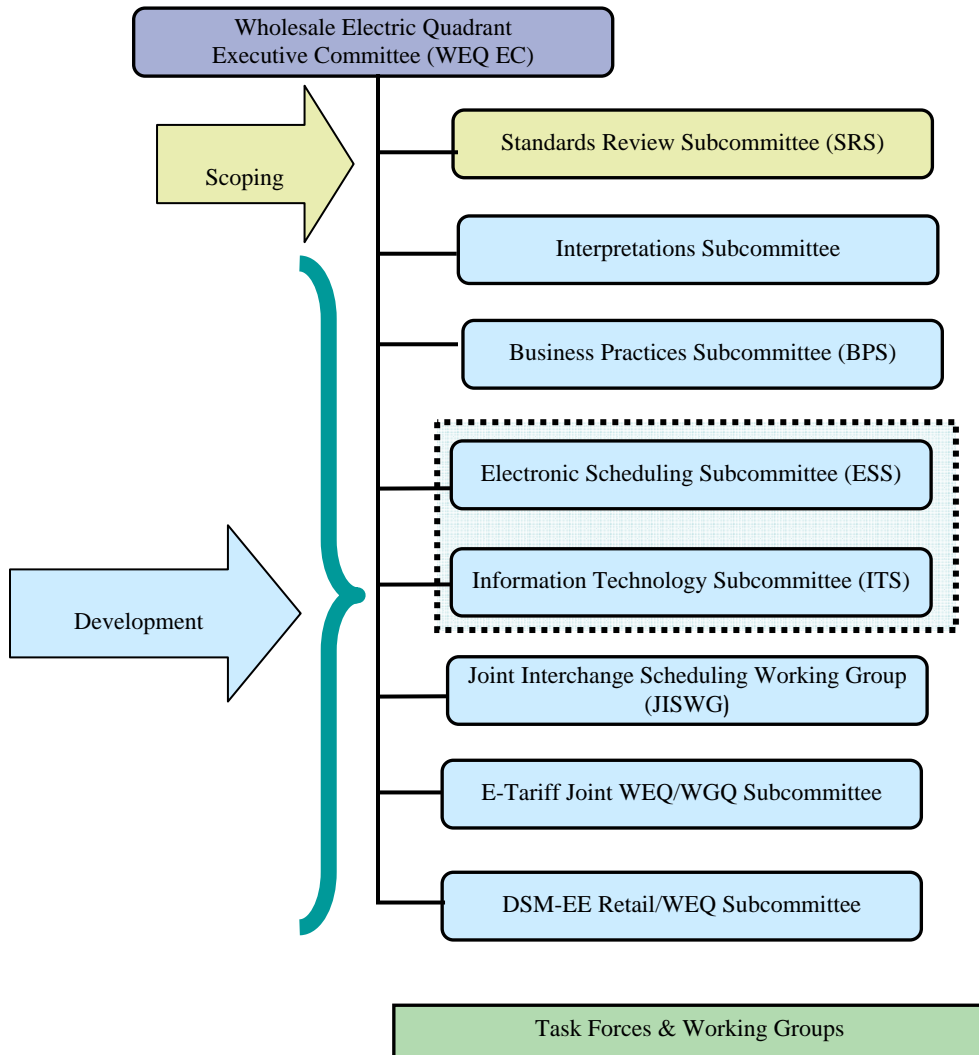 Wholesale Electric Quadrant
Executive Committee (WEQ EC)
Scoping
Standards Review Subcommittee (SRS)
Interpretations Subcommittee
Business Practices Subcommittee (BPS)
Electronic Scheduling Subcommittee (ESS)
Information Technology Subcommittee (ITS)
Development
Joint Interchange Scheduling Working Group
(JISWG)
E-Tariff Joint WEQ/WGQ Subcommittee
DSM-EE Retail/WEQ Subcommittee
Task Forces & Working Groups